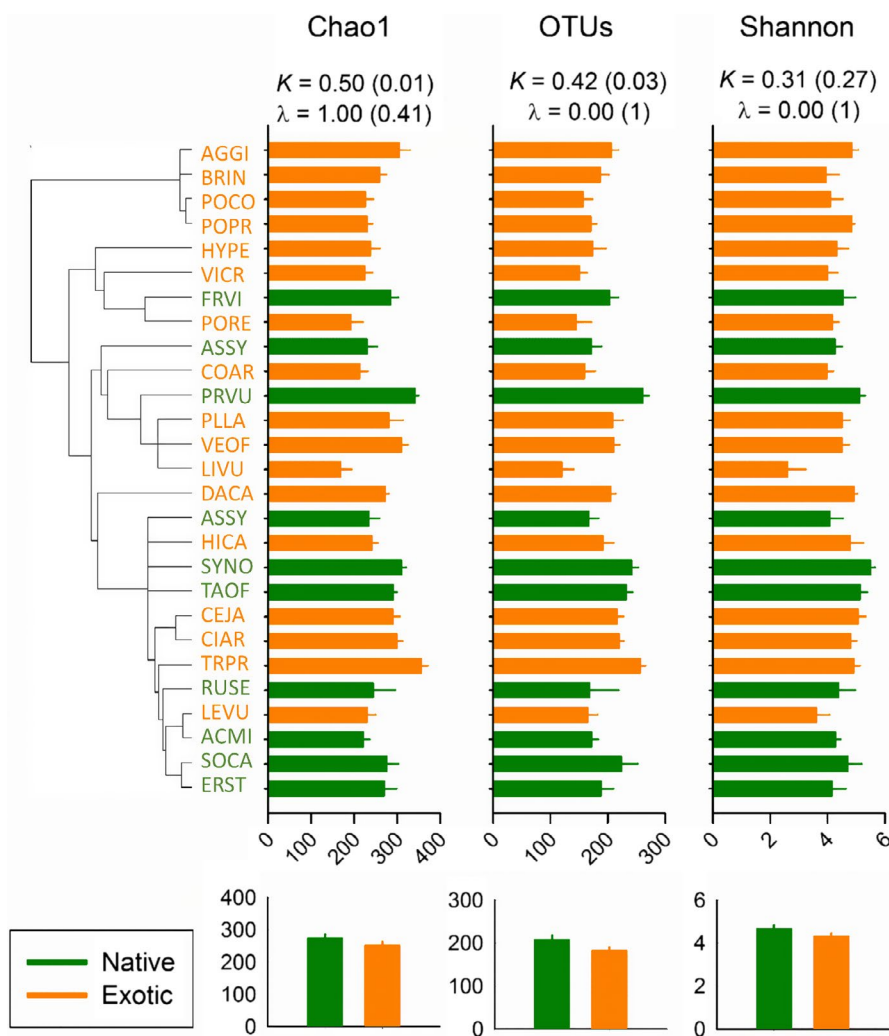 Chao1 OTUs Shannon
K = 0.50 (0.01) K = 0.42 (0.03) K = 0.31 (0.27)
λ = 1.00 (0.41) λ = 0.00 (1) λ = 0.00 (1)
AGGI
BRIN
POCO
POPR
HYPE
VICR
FRVI
PORE
ASSY
COAR
PRVU
PLLA
VEOF
LIVU
DACA
ASSY
HICA
SYNO
TAOF
CEJA
CIAR
TRPR
RUSE
LEVU
ACMI
SOCA
ERST
0 100 200 300 400 0 100 200 300 0 2 4 6
Native
Exotic
400
300
200
100
0
300
200
100
0
6
4
2
0